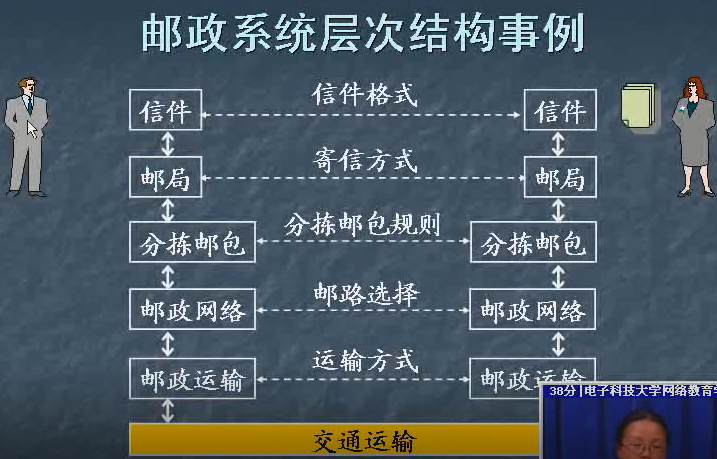 邮政系统层次结构事例
信件 信件格式 信件
邮局 寄信方式 邮局
分拣邮包 分拣邮包规则 分拣邮包
邮政网络 邮路选择 邮政网络
邮政运输 运输方式 邮政运输
38分|电子科技大学网络教育
交通运输